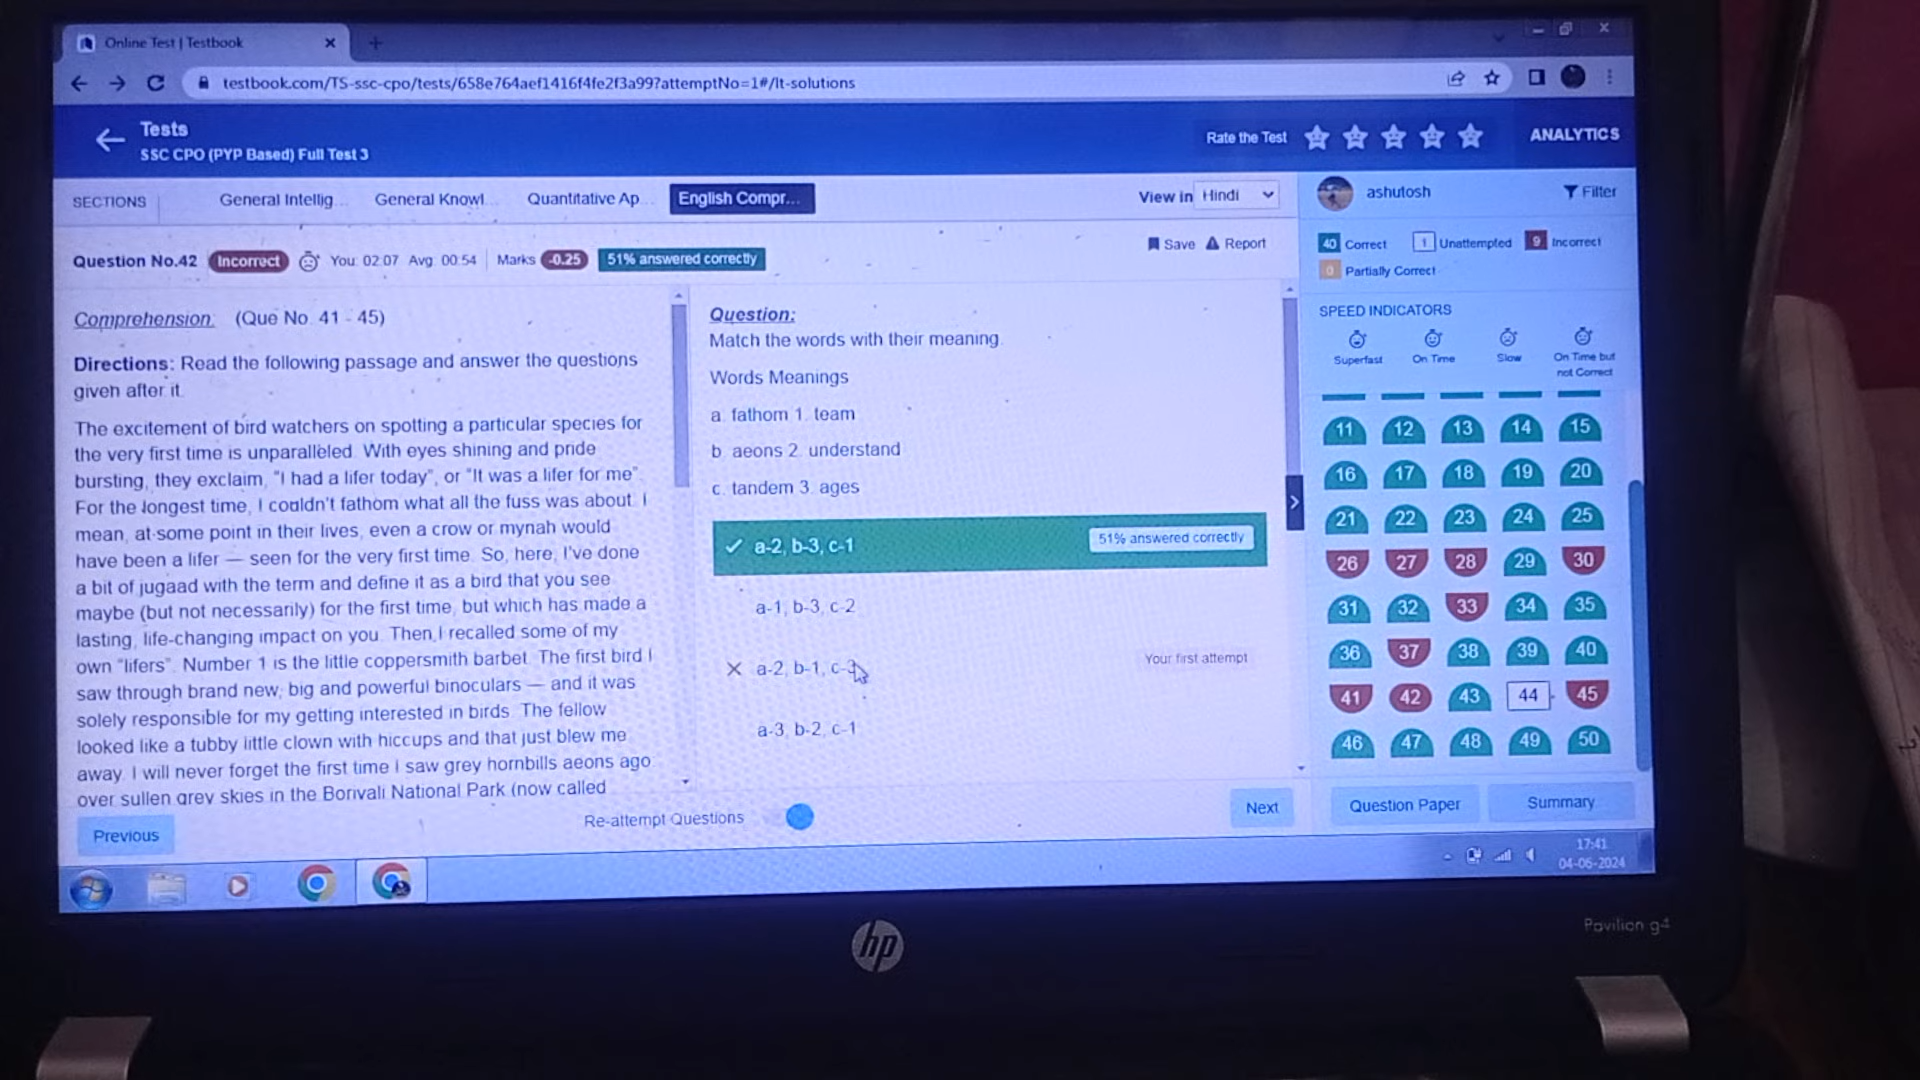 Online Test | Testbook
testbook.com/TS-ssc-cpo/tests/658e764aef1416f4fe2f3a99?attemptNo=1#/lt-solutions
Tests
SSC CPO (PYP Based) Full Test 3
Rate the Test
ANALYTICS
SECTIONS
General Intellig...
General Knowl...
Quantitative Ap...
English Compr...
View in Hindi
ashutosh
Filter
Question No.42 Incorrect You: 02:07 Avg: 00:54 Marks -0.25 51% answered correctly
Save Report
40 Correct 1 Unattempted 9 Incorrect
0 Partially Correct
Comprehension: (Que No. 41 - 45)
Directions: Read the following passage and answer the questions
given after it.
The excitement of bird watchers on spotting a particular species for
the very first time is unparalleled. With eyes shining and pride
bursting, they exclaim, "I had a lifer today", or "It was a lifer for me".
For the longest time, I couldn't fathom what all the fuss was about. I
mean, at some point in their lives, even a crow or mynah would
have been a lifer — seen for the very first time. So, here, I've done
a bit of jugaad with the term and define it as a bird that you see
maybe (but not necessarily) for the first time, but which has made a
lasting, life-changing impact on you. Then I recalled some of my
own "lifers". Number 1 is the little coppersmith barbet. The first bird I
saw through brand new, big and powerful binoculars — and it was
solely responsible for my getting interested in birds. The fellow
looked like a tubby little clown with hiccups and that just blew me
away. I will never forget the first time I saw grey hornbills aeons ago
over sullen grey skies in the Borivali National Park (now called
Question:
Match the words with their meaning.
Words Meanings
a. fathom 1. team
b. aeons 2. understand
c. tandem 3. ages
a-2, b-3, c-1
51% answered correctly
a-1, b-3, c-2
a-2, b-1, c-3
Your first attempt
a-3, b-2, c-1
SPEED INDICATORS
Superfast
On Time
Slow
On Time but
not Correct
11 12 13 14 15
16 17 18 19 20
21 22 23 24 25
26 27 28 29 30
31 32 33 34 35
36 37 38 39 40
41 42 43 44 45
46 47 48 49 50
Previous
Re-attempt Questions
Next
Question Paper
Summary
17:41
04-06-2024
hp
Pavilion g4